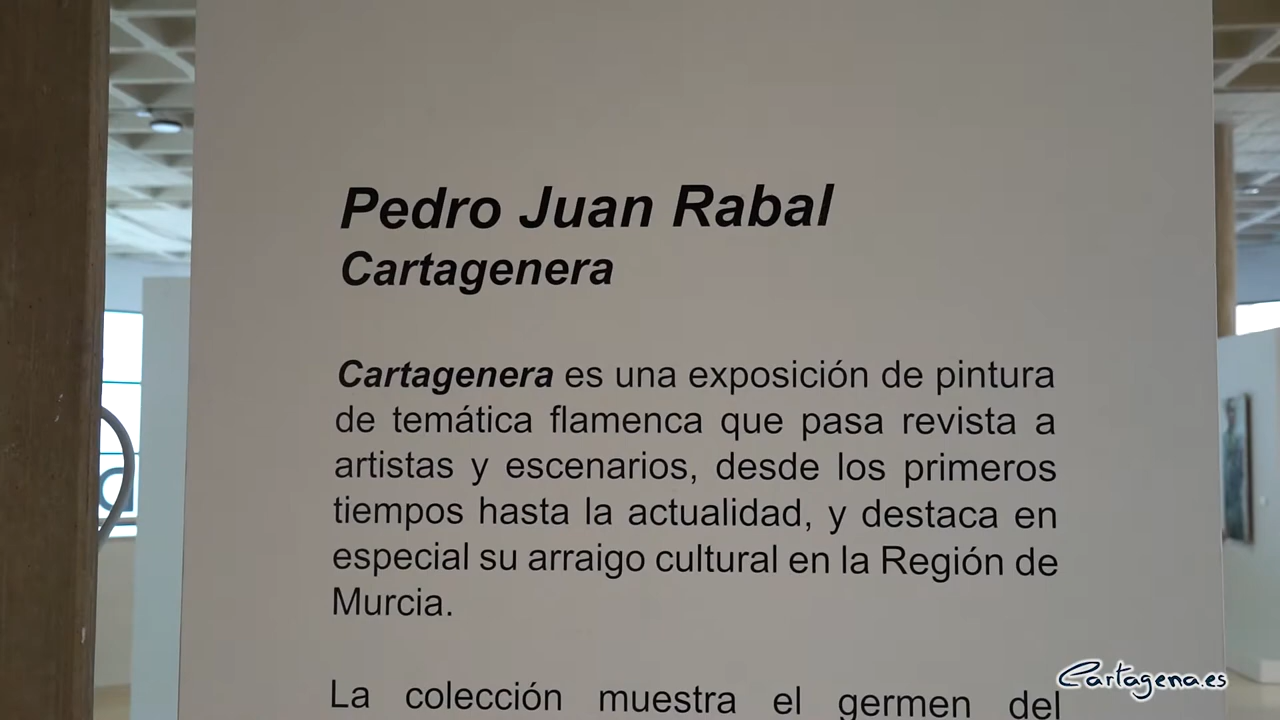 Pedro Juan Rabal
Cartagenera
Cartagenera es una exposición de pintura
de temática flamenca que pasa revista a
artistas y escenarios, desde los primeros
tiempos hasta la actualidad, y destaca en
especial su arraigo cultural en la Región de
Murcia.
La colección muestra el germen del
Cartagena.es